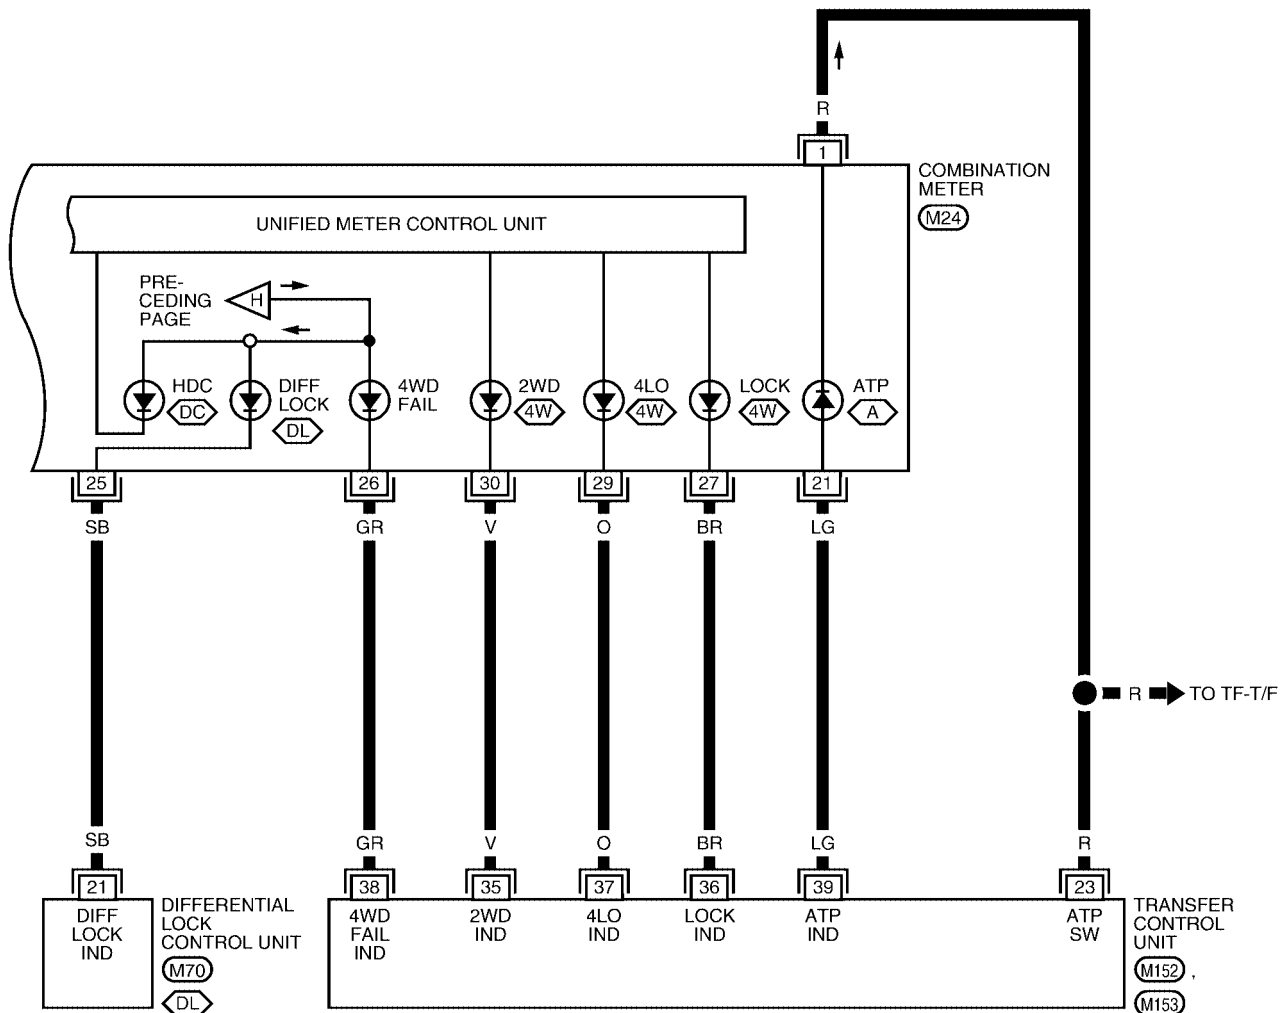 R
1
COMBINATION
METER
M24
UNIFIED METER CONTROL UNIT
PRE-
CEDING
PAGE
H
HDC
DC
DIFF
LOCK
DL
4WD
FAIL
2WD
4W
4LO
4W
LOCK
4W
ATP
A
25
26
30
29
27
21
SB
GR
V
O
BR
LG
R
TO TF-T/F
SB
GR
V
O
BR
LG
R
21
38
35
37
36
39
23
DIFF
LOCK
IND
DIFFERENTIAL
LOCK
CONTROL UNIT
M70
DL
4WD
FAIL
IND
2WD
IND
4LO
IND
LOCK
IND
ATP
IND
ATP
SW
TRANSFER
CONTROL
UNIT
M152 ,
M153